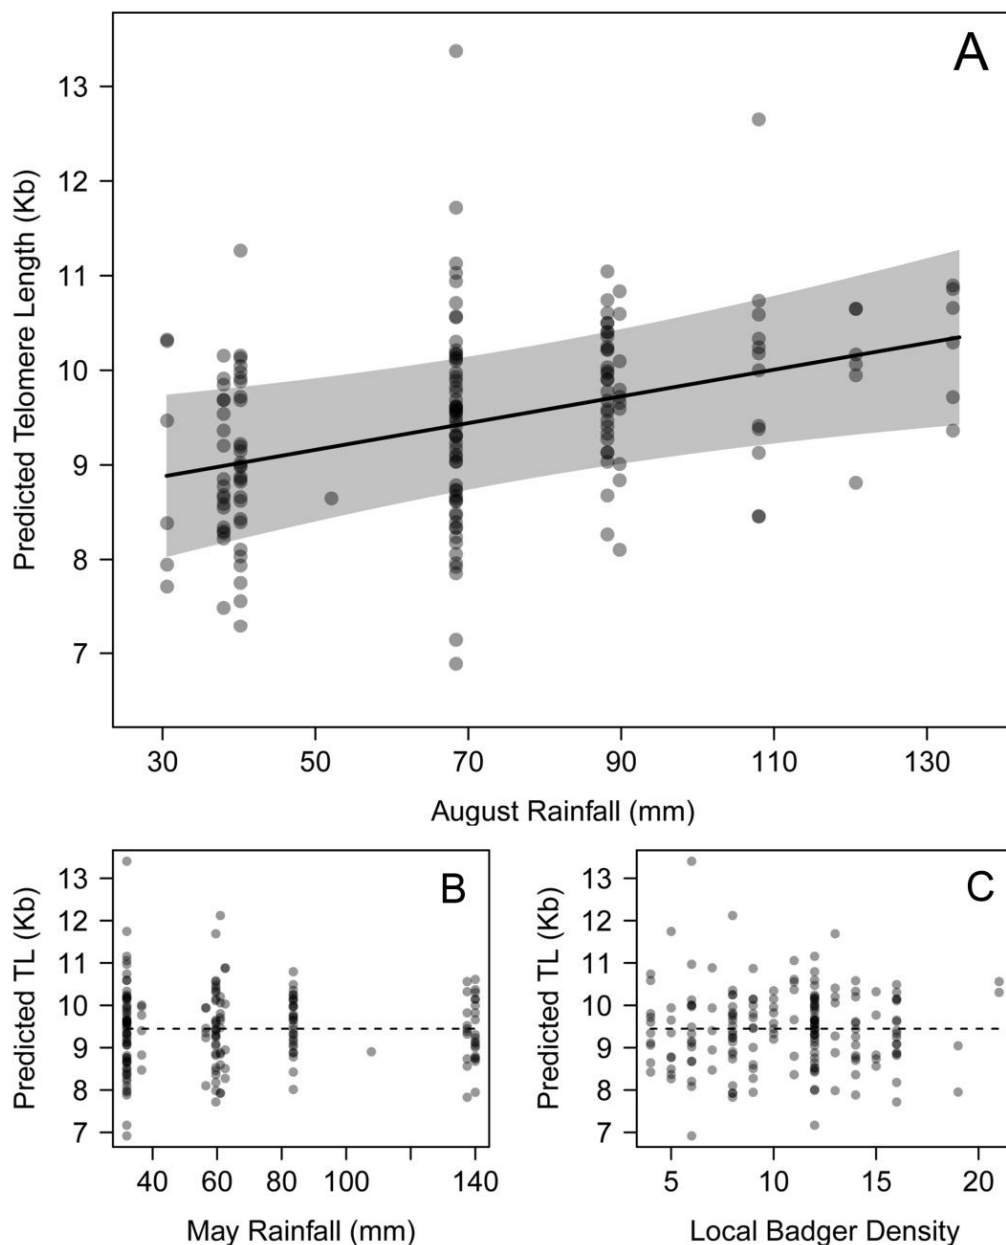 A
Predicted Telomere Length (Kb)
13
12
11
10
9
8
7
30 50 70 90 110 130
August Rainfall (mm)
B
Predicted TL (Kb)
13
12
11
10
9
8
7
40 60 80 100 140
May Rainfall (mm)
C
Predicted TL (Kb)
13
12
11
10
9
8
7
5 10 15 20
Local Badger Density